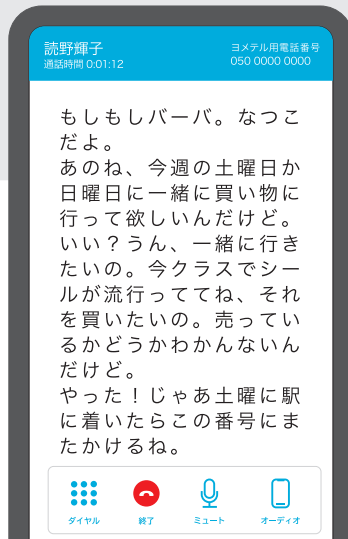 読野輝子
通話時間 0:01:12
ヨメテル用電話番号
050 0000 0000
もしもしバーバ。なつこ
だよ。
あのね、今週の土曜日か
日曜日に一緒に買い物に
行って欲しいんだけど。
いい？うん、一緒に行き
たいの。今クラスでシー
ルが流行っててね、それ
を買いたいの。売ってい
るかどうかわかんないん
だけど。
やった！じゃあ土曜に駅
に着いたらこの番号にま
たかけるね。
ダイヤル
終了
ミュート
オーディオ